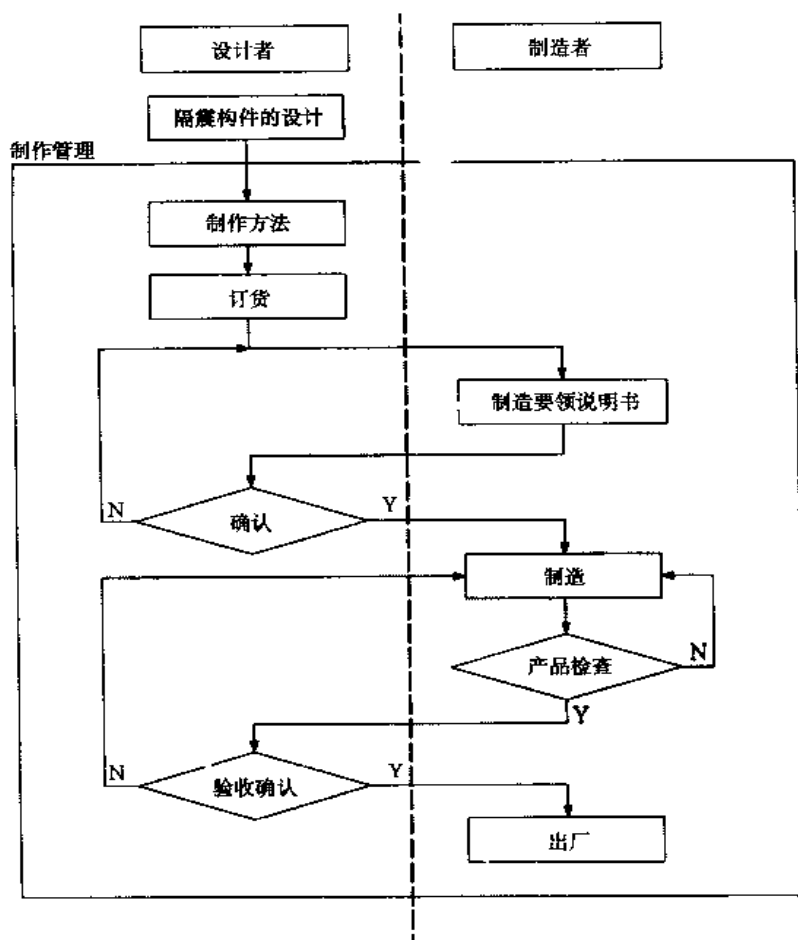 设计者
制造者
隔震构件的设计
制作管理
制作方法
订货
制造要领说明书
N
确认
Y
制造
产品检查
N
Y
N
验收确认
Y
出厂